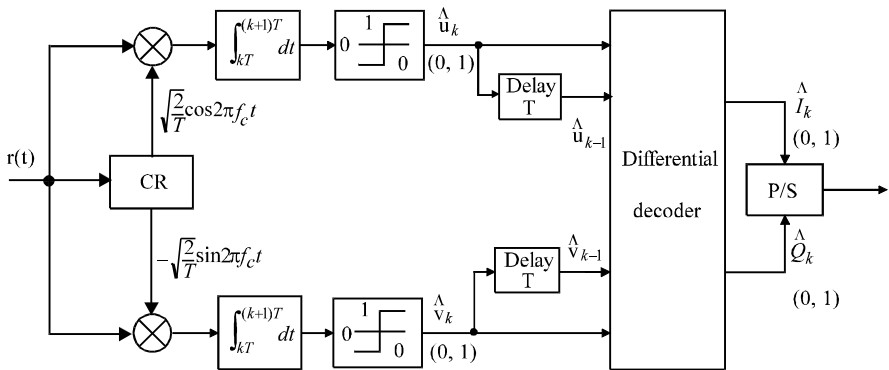 ∫_{kT}^{(k+1)T} dt
1
0
0
û_k
(0, 1)
Delay
T
û_{k−1}
√(2/T) cos2πf_c t
r(t)
CR
Differential
decoder
Î_k
(0, 1)
P/S
Q̂_k
(0, 1)
−√(2/T) sin2πf_c t
Delay
T
v̂_{k−1}
∫_{kT}^{(k+1)T} dt
1
0
0
v̂_k
(0, 1)